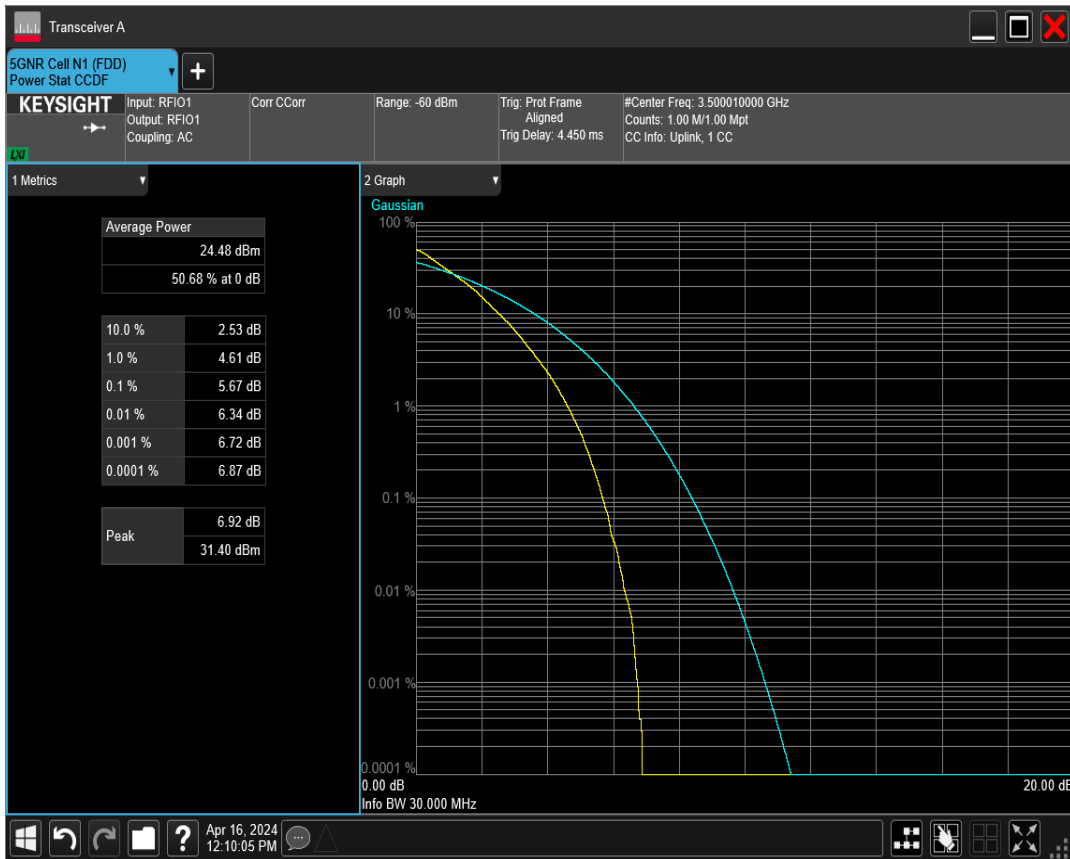 Transceiver A
5GNR Cell N1 (FDD)
Power Stat CCDF
+
KEYSIGHT
LXI
Input: RFIO1
Output: RFIO1
Coupling: AC
Corr CCorr
Range: -60 dBm
Trig: Prot Frame
Aligned
Trig Delay: 4.450 ms
#Center Freq: 3.500010000 GHz
Counts: 1.00 M/1.00 Mpt
CC Info: Uplink, 1 CC
1 Metrics
Average Power
24.48 dBm
50.68 % at 0 dB
10.0 % 2.53 dB
1.0 % 4.61 dB
0.1 % 5.67 dB
0.01 % 6.34 dB
0.001 % 6.72 dB
0.0001 % 6.87 dB
Peak
6.92 dB
31.40 dBm
2 Graph
Gaussian
100 %
10 %
1 %
0.1 %
0.01 %
0.001 %
0.0001 %
0.00 dB 20.00 dB
Info BW 30.000 MHz
?
Apr 16, 2024
12:10:05 PM